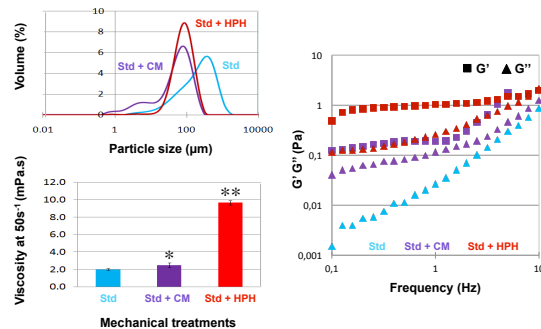 Volume (%)
10
8
6
4
2
0
Std + HPH
Std + CM
Std
0.01
1
100
10000
Particle size (µm)
Viscosity at 50s⁻¹ (mPa.s)
12.0
10.0
8.0
6.0
4.0
2.0
0.0
*
**
Std
Std + CM
Std + HPH
Mechanical treatments
G' G'' (Pa)
10
1
0,1
0,01
0,001
G'
G''
Std
Std + CM
Std + HPH
0,1
1
10
Frequency (Hz)